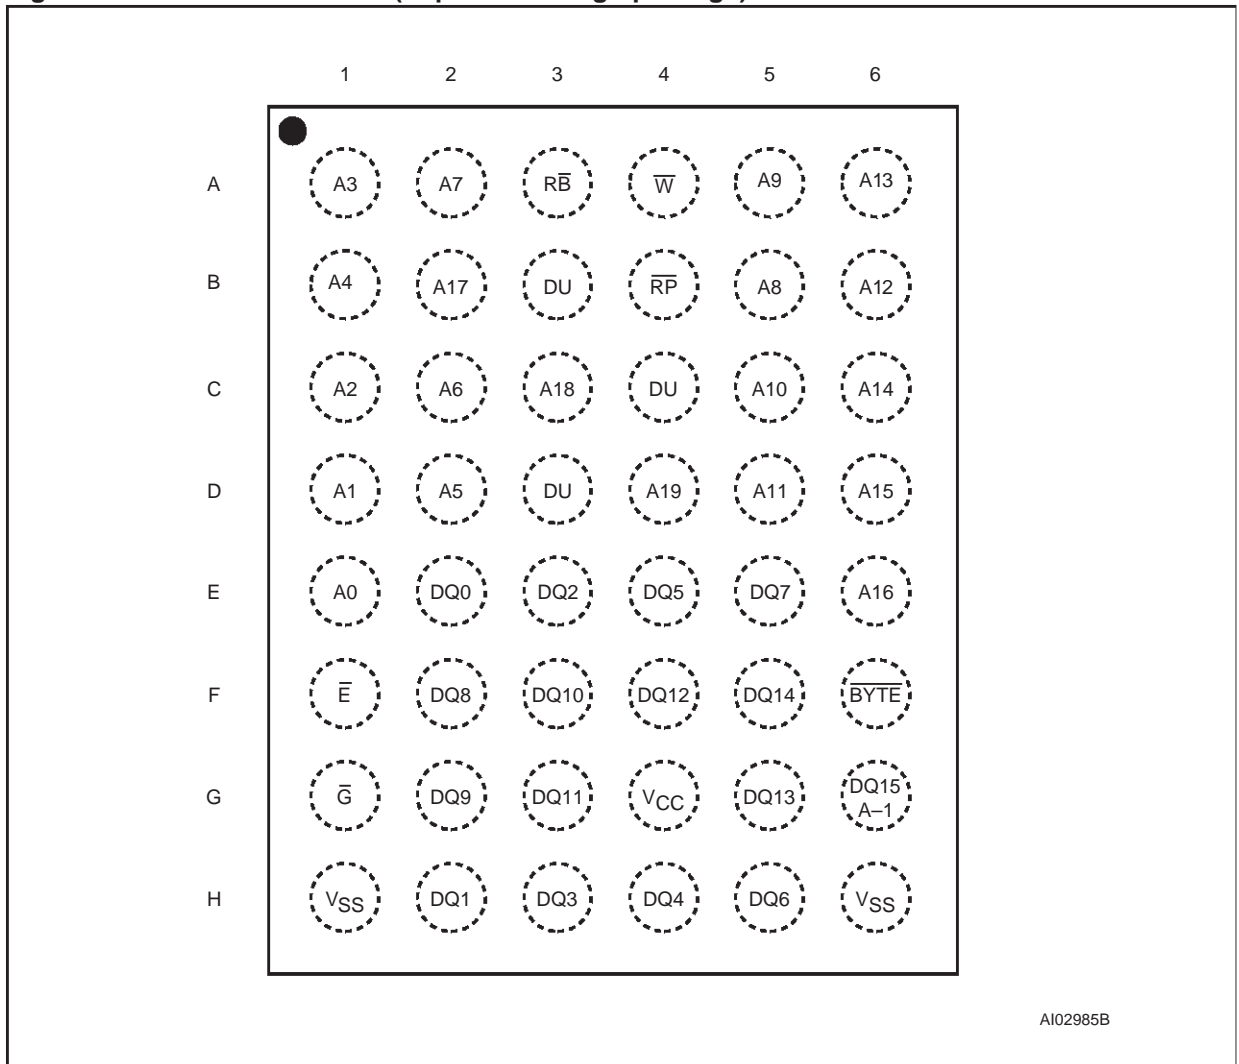 1 2 3 4 5 6
A A3 A7 RB̅ W̅ A9 A13
B A4 A17 DU R̅P̅ A8 A12
C A2 A6 A18 DU A10 A14
D A1 A5 DU A19 A11 A15
E A0 DQ0 DQ2 DQ5 DQ7 A16
F E̅ DQ8 DQ10 DQ12 DQ14 B̅Y̅T̅E̅
G G̅ DQ9 DQ11 VCC DQ13 DQ15 A–1
H VSS DQ1 DQ3 DQ4 DQ6 VSS
AI02985B